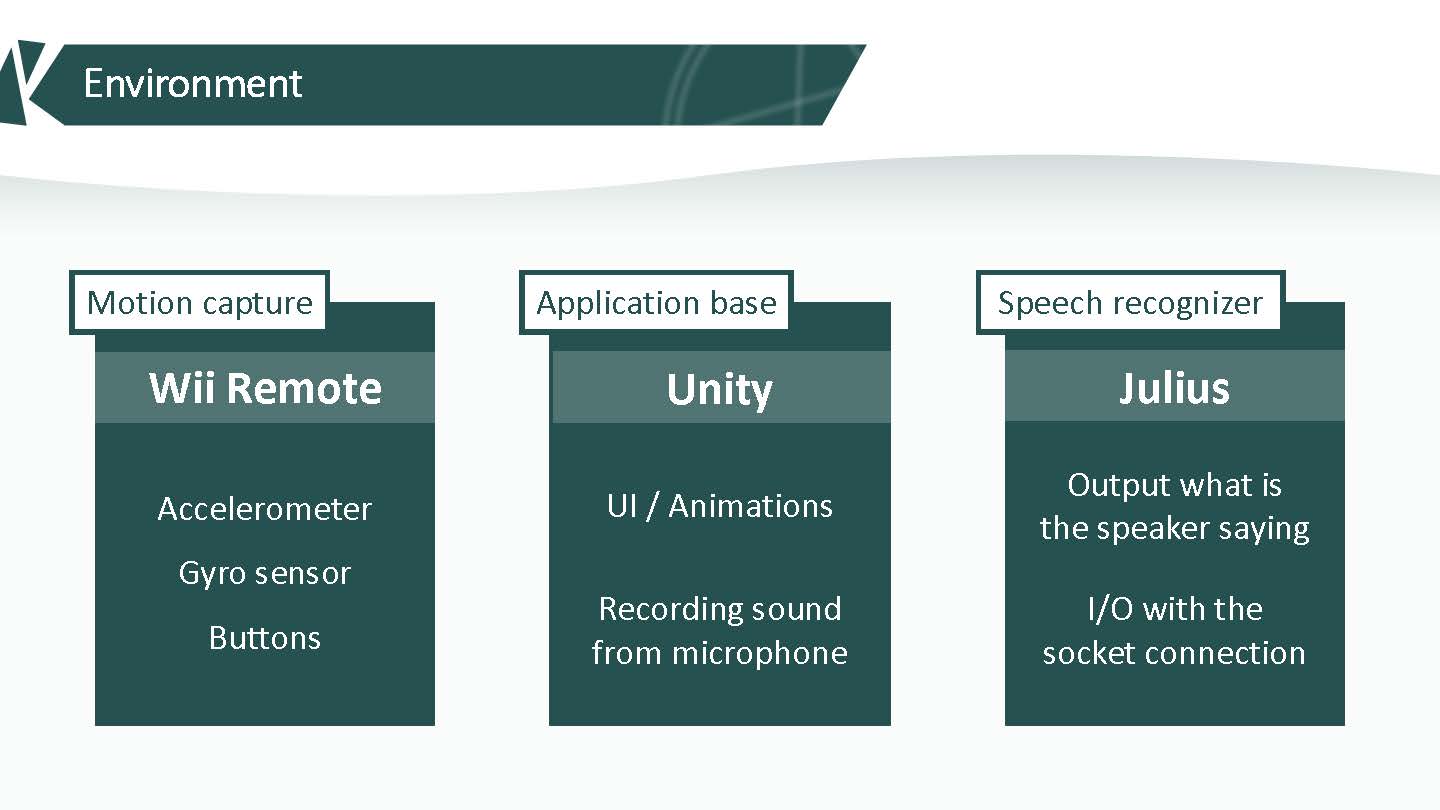 Environment
Motion capture
Wii Remote
Accelerometer
Gyro sensor
Buttons
Application base
Unity
UI / Animations
Recording sound
from microphone
Speech recognizer
Julius
Output what is
the speaker saying
I/O with the
socket connection